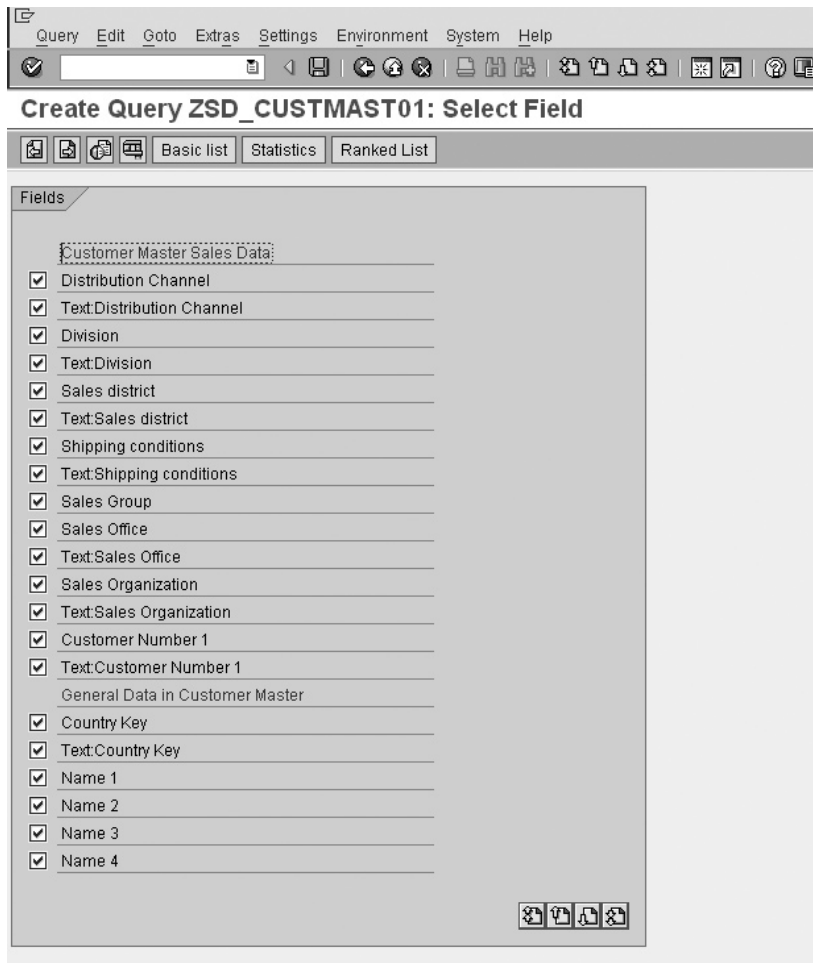 Query Edit Goto Extras Settings Environment System Help
Create Query ZSD_CUSTMAST01: Select Field
Basic list Statistics Ranked List
Fields
Customer Master Sales Data
Distribution Channel
Text:Distribution Channel
Division
Text:Division
Sales district
Text:Sales district
Shipping conditions
Text:Shipping conditions
Sales Group
Sales Office
Text:Sales Office
Sales Organization
Text:Sales Organization
Customer Number 1
Text:Customer Number 1
General Data in Customer Master
Country Key
Text:Country Key
Name 1
Name 2
Name 3
Name 4